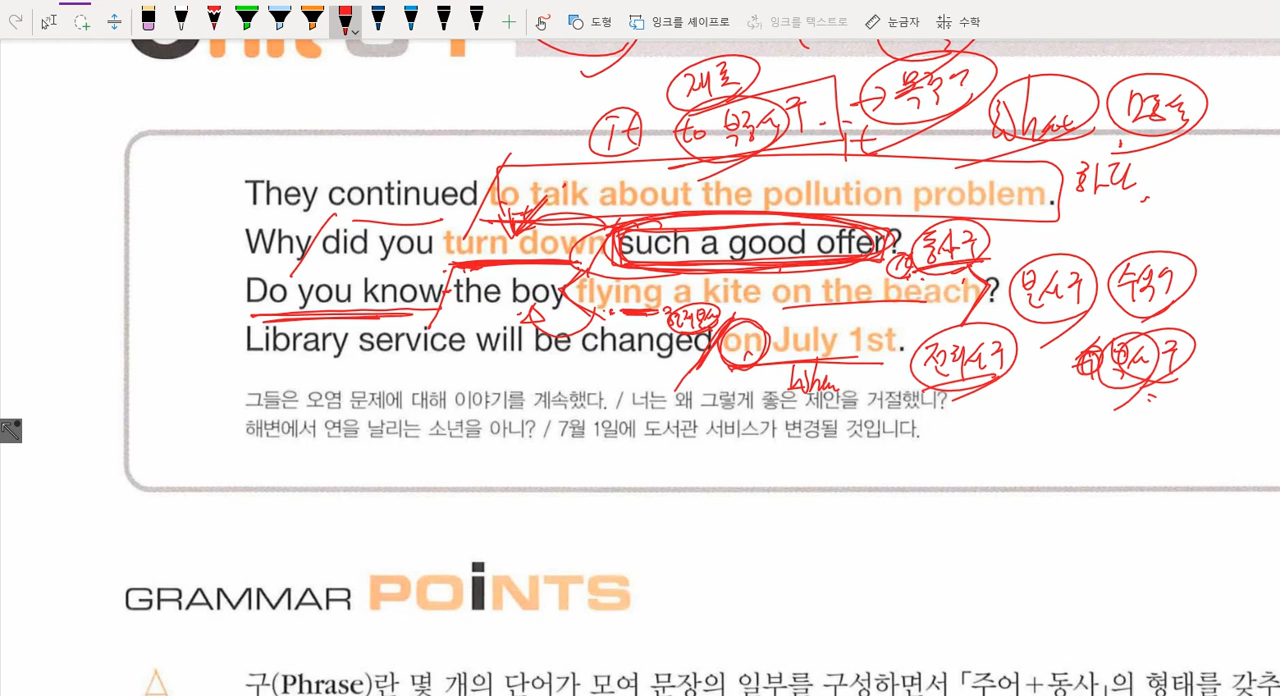 도형 잉크를 셰이프로 잉크를 텍스트로 눈금자 수학
재료 목적어
it to 부정사구. it What
하다.
They continued to talk about the pollution problem.
Why did you turn down such a good offer? 동사구
Do you know the boy flying a kite on the beach? 분사구 수식어
Library service will be changed on July 1st. 전치사구 부사구
When
그들은 오염 문제에 대해 이야기를 계속했다. / 너는 왜 그렇게 좋은 제안을 거절했니?
해변에서 연을 날리는 소년을 아니? / 7월 1일에 도서관 서비스가 변경될 것입니다.
GRAMMAR POiNTS
구(Phrase)란 몇 개의 단어가 모여 문장의 일부를 구성하면서 「주어+동사」의 형태를 갖추